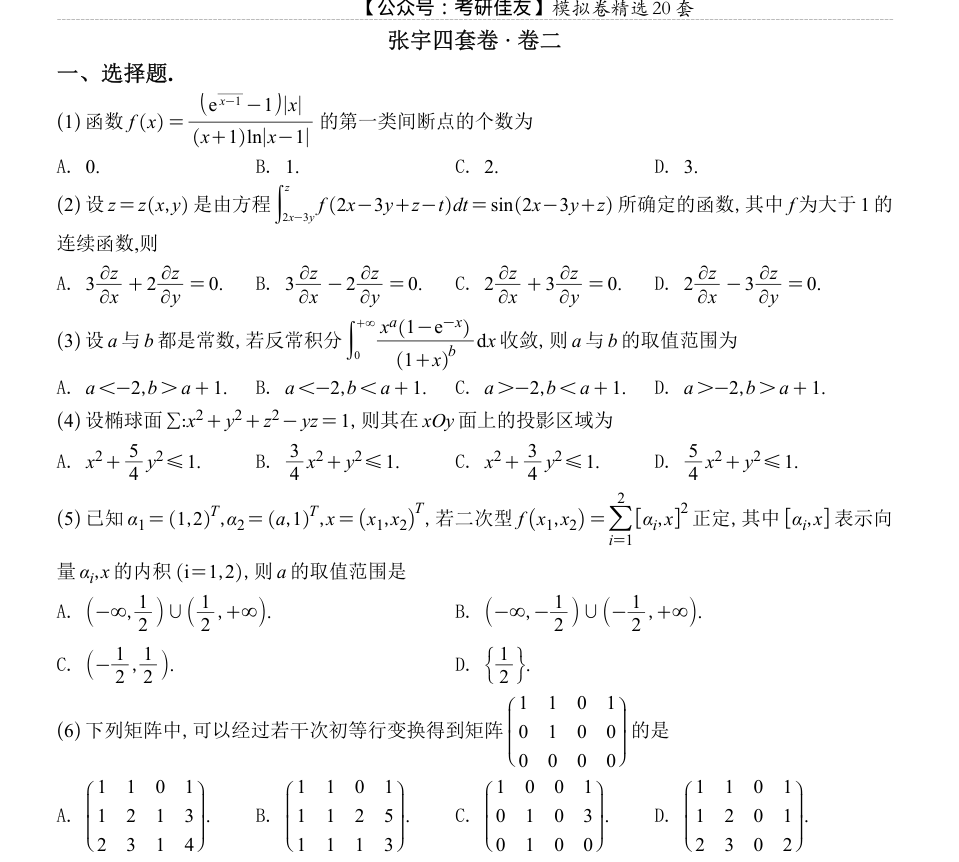 【公众号：考研佳友】模拟卷精选 20 套
张宇四套卷 · 卷二
一、选择题.
(1) 函数 f(x) = (e^{1/(x−1)} − 1)|x| / ((x+1)ln|x−1|) 的第一类间断点的个数为
A. 0. B. 1. C. 2. D. 3.
(2) 设 z = z(x,y) 是由方程 ∫_{2x−3y}^{z} f(2x−3y+z−t)dt = sin(2x−3y+z) 所确定的函数, 其中 f 为大于 1 的
连续函数,则
A. 3 ∂z/∂x + 2 ∂z/∂y = 0. B. 3 ∂z/∂x − 2 ∂z/∂y = 0. C. 2 ∂z/∂x + 3 ∂z/∂y = 0. D. 2 ∂z/∂x − 3 ∂z/∂y = 0.
(3) 设 a 与 b 都是常数, 若反常积分 ∫_0^{+∞} x^a(1−e^{−x})/(1+x)^b dx 收敛, 则 a 与 b 的取值范围为
A. a<−2,b>a+1. B. a<−2,b<a+1. C. a>−2,b<a+1. D. a>−2,b>a+1.
(4) 设椭球面 ∑:x²+y²+z²−yz=1, 则其在 xOy 面上的投影区域为
A. x²+5/4 y²⩽1. B. 3/4 x²+y²⩽1. C. x²+3/4 y²⩽1. D. 5/4 x²+y²⩽1.
(5) 已知 α₁ = (1,2)^T,α₂ = (a,1)^T,x = (x₁,x₂)^T, 若二次型 f(x₁,x₂) = ∑_{i=1}^{2} [α_i,x]² 正定, 其中 [α_i,x] 表示向
量 α_i,x 的内积 (i=1,2), 则 a 的取值范围是
A. (−∞,1/2)∪(1/2,+∞). B. (−∞,−1/2)∪(−1/2,+∞).
C. (−1/2,1/2). D. {1/2}.
(6) 下列矩阵中, 可以经过若干次初等行变换得到矩阵 (1 1 0 1; 0 1 0 0; 0 0 0 0) 的是
A. (1 1 0 1; 1 2 1 3; 2 3 1 4). B. (1 1 0 1; 1 1 2 5; 1 1 1 3). C. (1 0 0 1; 0 1 0 3; 0 1 0 0). D. (1 1 0 1; 1 2 0 1; 2 3 0 2).